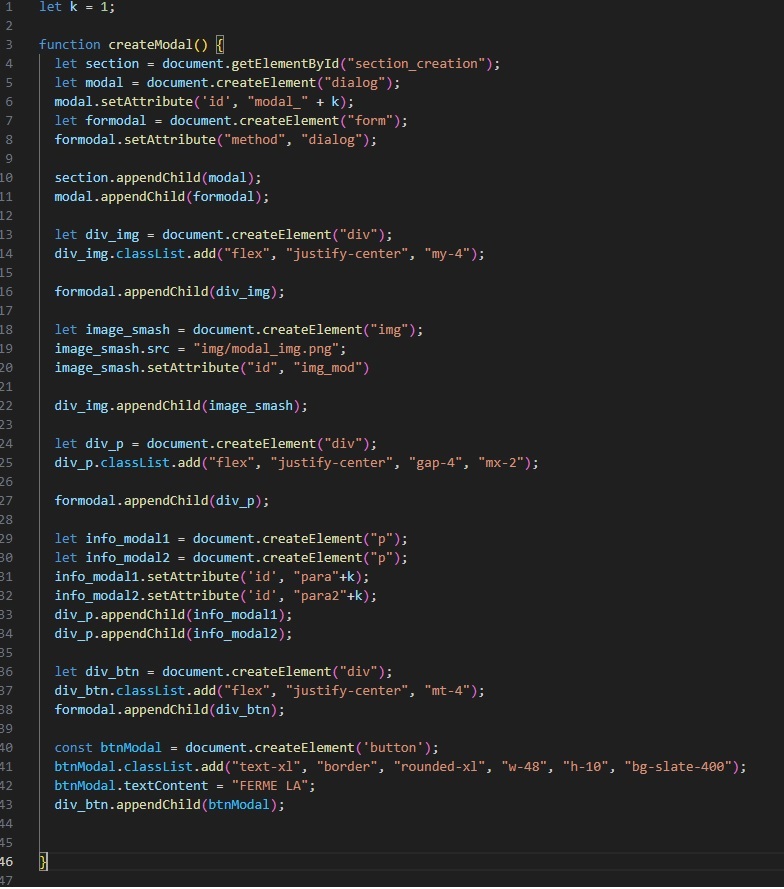 1 let k = 1;
2
3 function createModal() {
4 let section = document.getElementById("section_creation");
5 let modal = document.createElement("dialog");
6 modal.setAttribute('id', "modal_" + k);
7 let formodal = document.createElement("form");
8 formodal.setAttribute("method", "dialog");
9
10 section.appendChild(modal);
11 modal.appendChild(formodal);
12
13 let div_img = document.createElement("div");
14 div_img.classList.add("flex", "justify-center", "my-4");
15
16 formodal.appendChild(div_img);
17
18 let image_smash = document.createElement("img");
19 image_smash.src = "img/modal_img.png";
20 image_smash.setAttribute("id", "img_mod")
21
22 div_img.appendChild(image_smash);
23
24 let div_p = document.createElement("div");
25 div_p.classList.add("flex", "justify-center", "gap-4", "mx-2");
26
27 formodal.appendChild(div_p);
28
29 let info_modal1 = document.createElement("p");
30 let info_modal2 = document.createElement("p");
31 info_modal1.setAttribute('id', "para"+k);
32 info_modal2.setAttribute('id', "para2"+k);
33 div_p.appendChild(info_modal1);
34 div_p.appendChild(info_modal2);
35
36 let div_btn = document.createElement("div");
37 div_btn.classList.add("flex", "justify-center", "mt-4");
38 formodal.appendChild(div_btn);
39
40 const btnModal = document.createElement('button');
41 btnModal.classList.add("text-xl", "border", "rounded-xl", "w-48", "h-10", "bg-slate-400");
42 btnModal.textContent = "FERME LA";
43 div_btn.appendChild(btnModal);
44
45
46 }
47